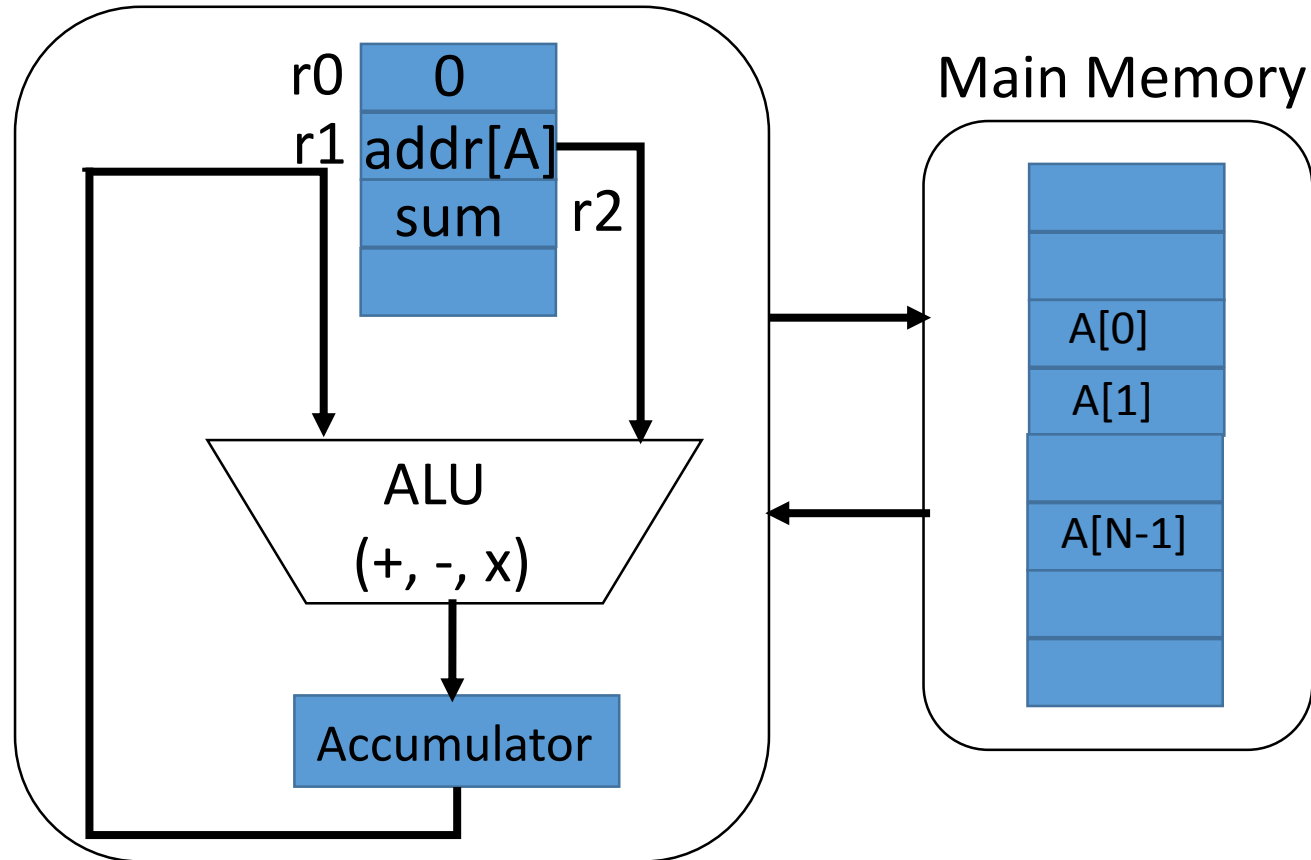 r0
0
r1
addr[A]
sum
r2
ALU
(+, -, x)
Accumulator
Main Memory
A[0]
A[1]
A[N-1]